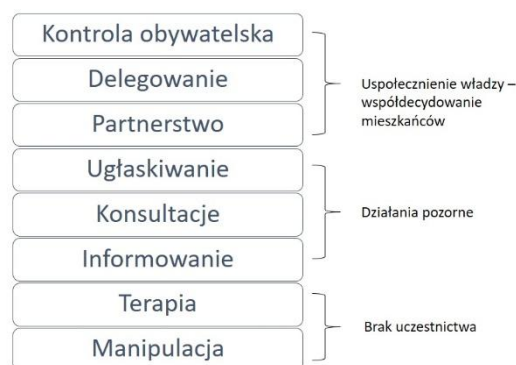 Kontrola obywatelska
Delegowanie
Partnerstwo
Ugłaskiwanie
Konsultacje
Informowanie
Terapia
Manipulacja
Uspołecznienie władzy –
współdecydowanie
mieszkańców
Działania pozorne
Brak uczestnictwa